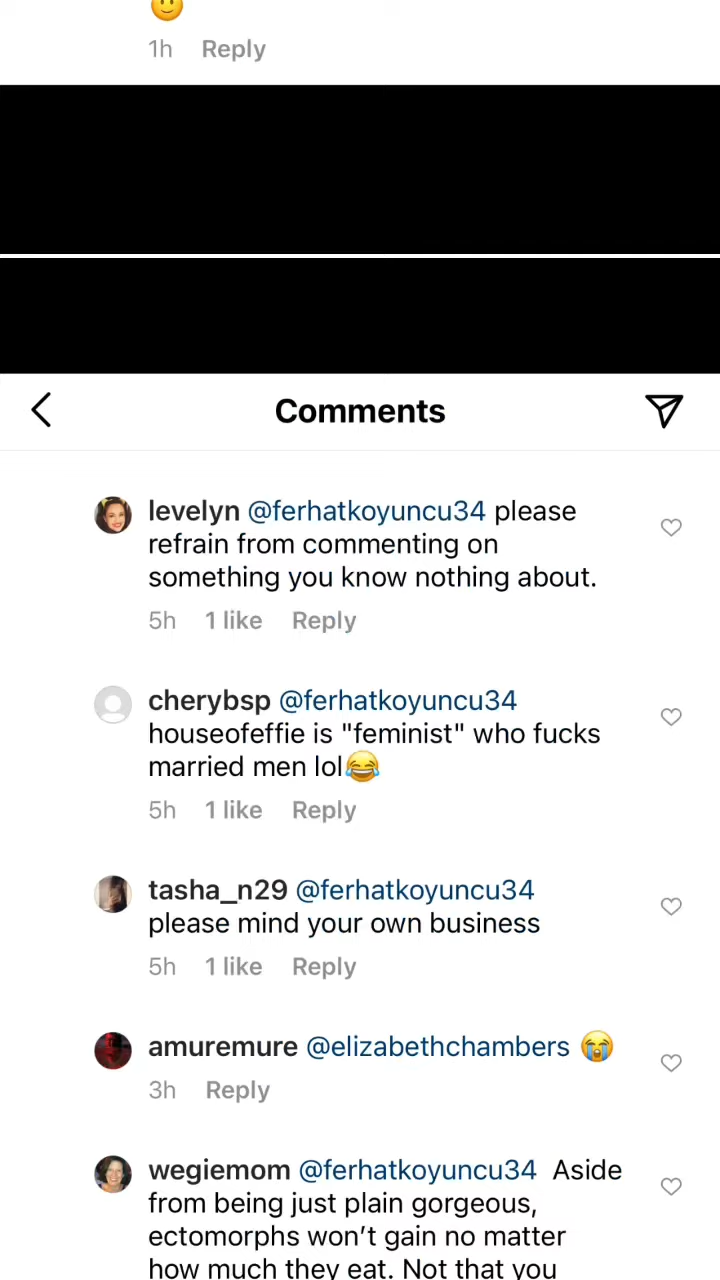 🙂
1h Reply
Comments
levelyn @ferhatkoyuncu34 please
refrain from commenting on
something you know nothing about.
5h 1 like Reply
cherybsp @ferhatkoyuncu34
houseofeffie is "feminist" who fucks
married men lol😂
5h 1 like Reply
tasha_n29 @ferhatkoyuncu34
please mind your own business
5h 1 like Reply
amuremure @elizabethchambers 😭
3h Reply
wegiemom @ferhatkoyuncu34 Aside
from being just plain gorgeous,
ectomorphs won’t gain no matter
how much they eat. Not that you